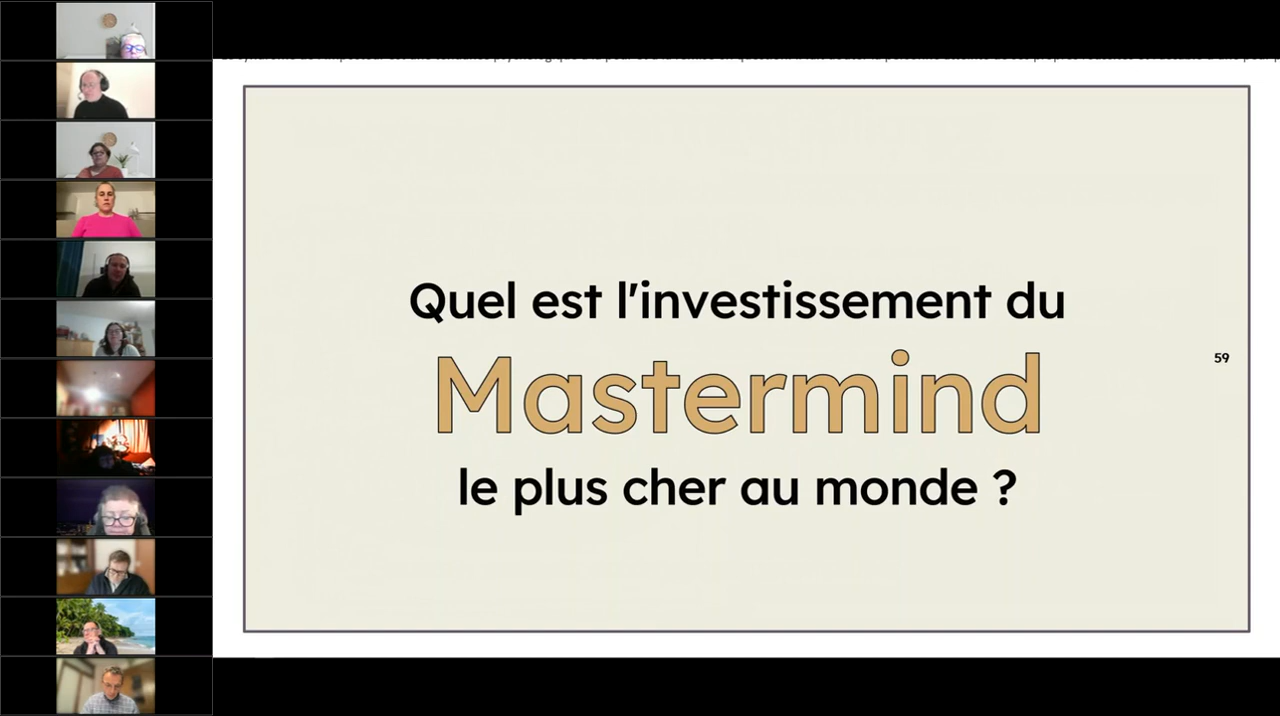 Quel est l'investissement du
Mastermind
le plus cher au monde ?
59